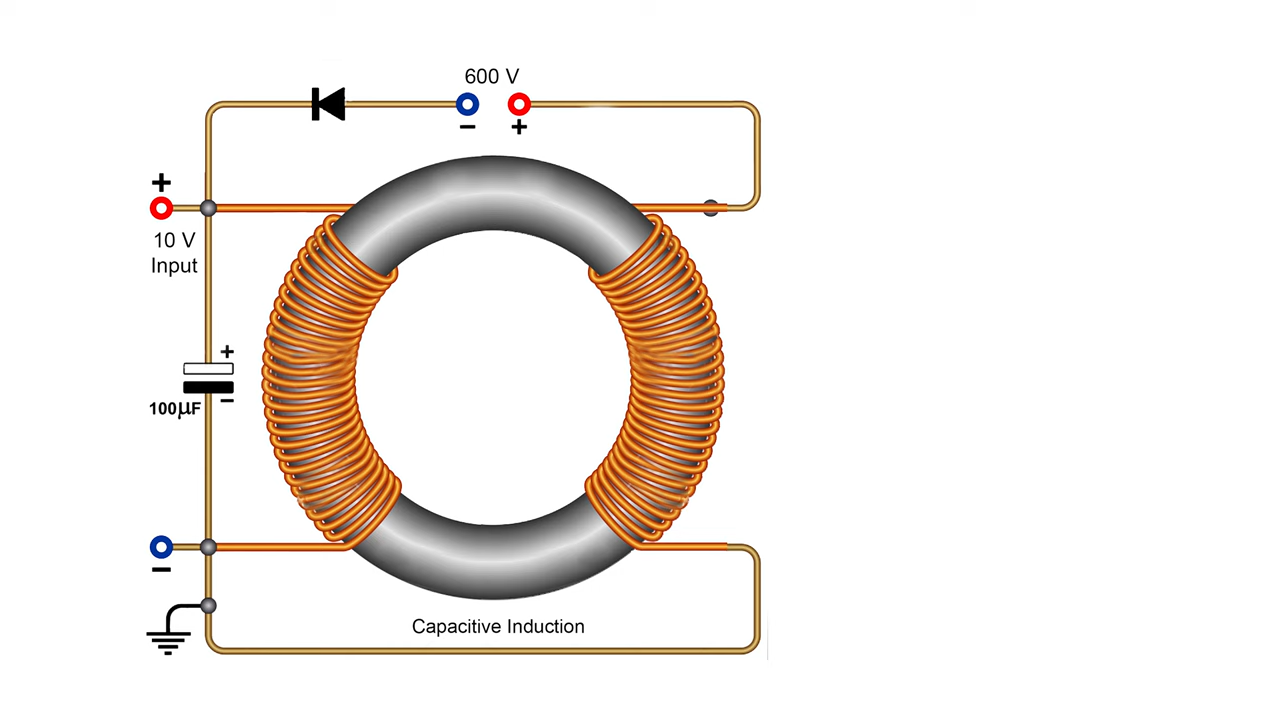 600 V
− +
+
10 V
Input
+
100µF
−
−
Capacitive Induction